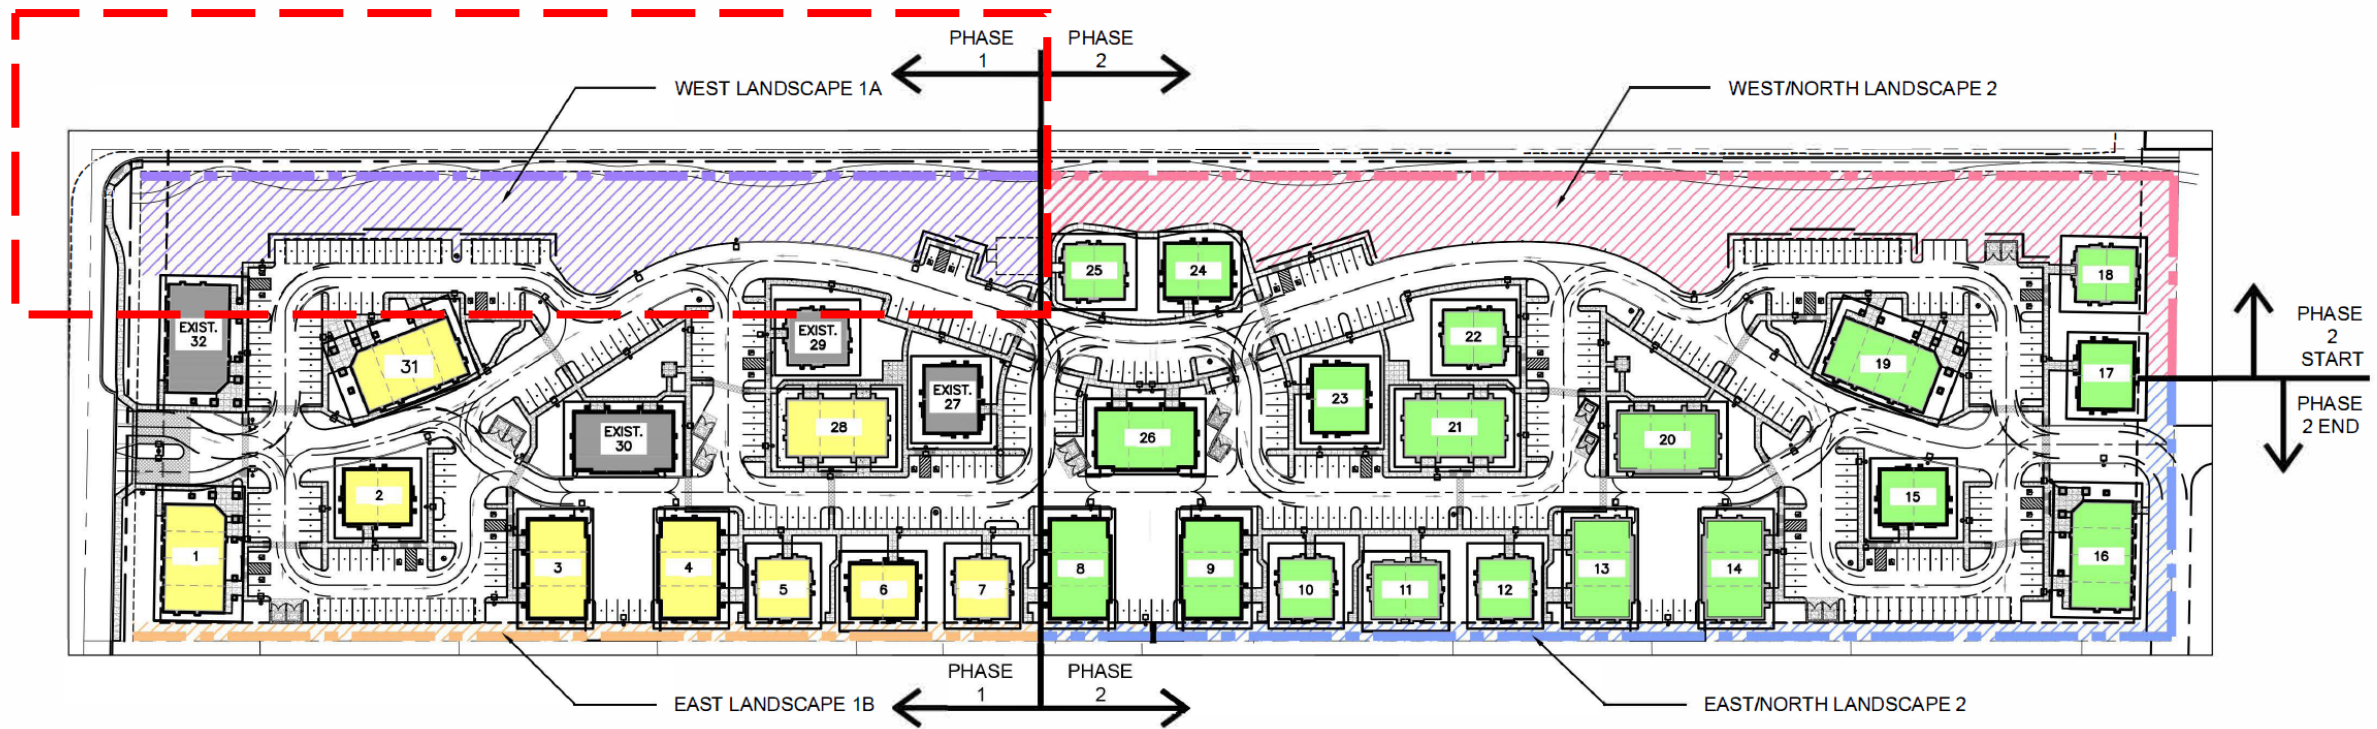 PHASE
1
PHASE
2
WEST LANDSCAPE 1A
WEST/NORTH LANDSCAPE 2
25
24
18
EXIST.
32
31
EXIST.
29
22
19
17
PHASE
2
START
EXIST.
27
23
28
EXIST.
30
26
21
20
PHASE
2 END
2
15
1
3
4
5
6
7
8
9
10
11
12
13
14
16
PHASE
1
PHASE
2
EAST LANDSCAPE 1B
EAST/NORTH LANDSCAPE 2